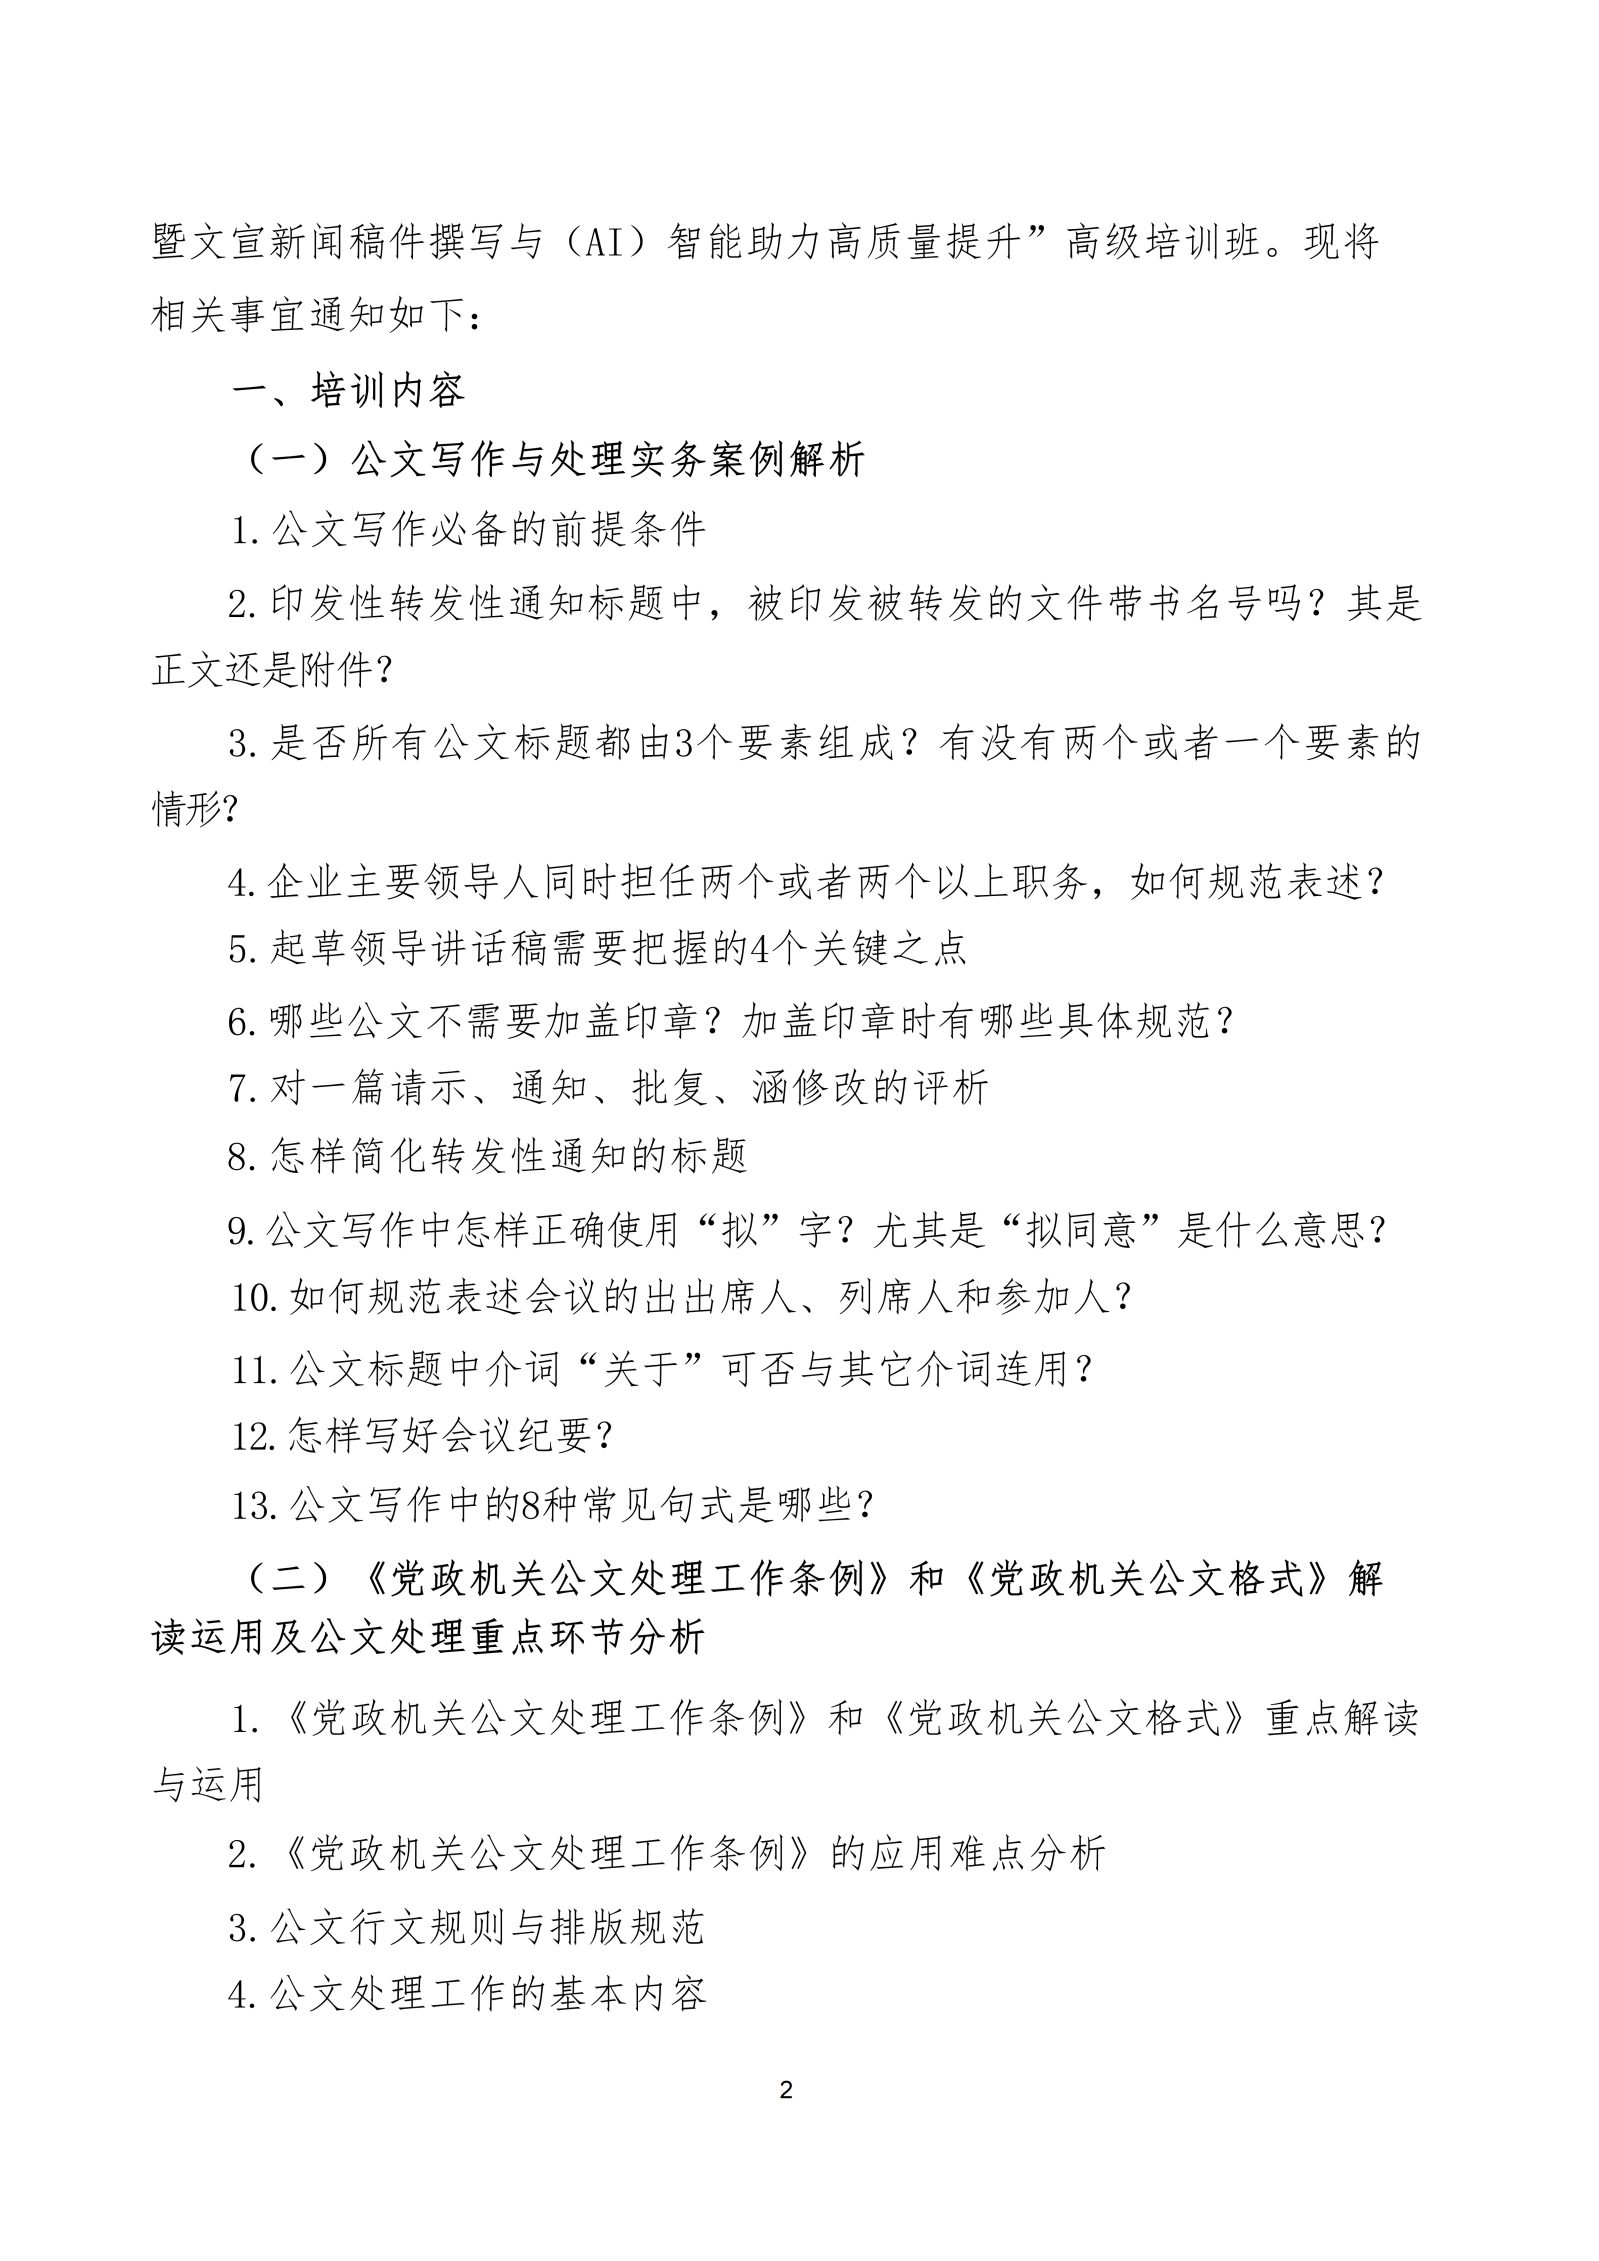 暨文宣新闻稿件撰写与（AI）智能助力高质量提升”高级培训班。现将
相关事宜通知如下：
一、培训内容
（一）公文写作与处理实务案例解析
1.公文写作必备的前提条件
2.印发性转发性通知标题中，被印发被转发的文件带书名号吗？其是
正文还是附件？
3.是否所有公文标题都由3个要素组成？有没有两个或者一个要素的
情形？
4.企业主要领导人同时担任两个或者两个以上职务，如何规范表述？
5.起草领导讲话稿需要把握的4个关键之点
6.哪些公文不需要加盖印章？加盖印章时有哪些具体规范？
7.对一篇请示、通知、批复、涵修改的评析
8.怎样简化转发性通知的标题
9.公文写作中怎样正确使用“拟”字？尤其是“拟同意”是什么意思？
10.如何规范表述会议的出出席人、列席人和参加人？
11.公文标题中介词“关于”可否与其它介词连用？
12.怎样写好会议纪要？
13.公文写作中的8种常见句式是哪些？
（二）《党政机关公文处理工作条例》和《党政机关公文格式》解
读运用及公文处理重点环节分析
1.《党政机关公文处理工作条例》和《党政机关公文格式》重点解读
与运用
2.《党政机关公文处理工作条例》的应用难点分析
3.公文行文规则与排版规范
4.公文处理工作的基本内容
2